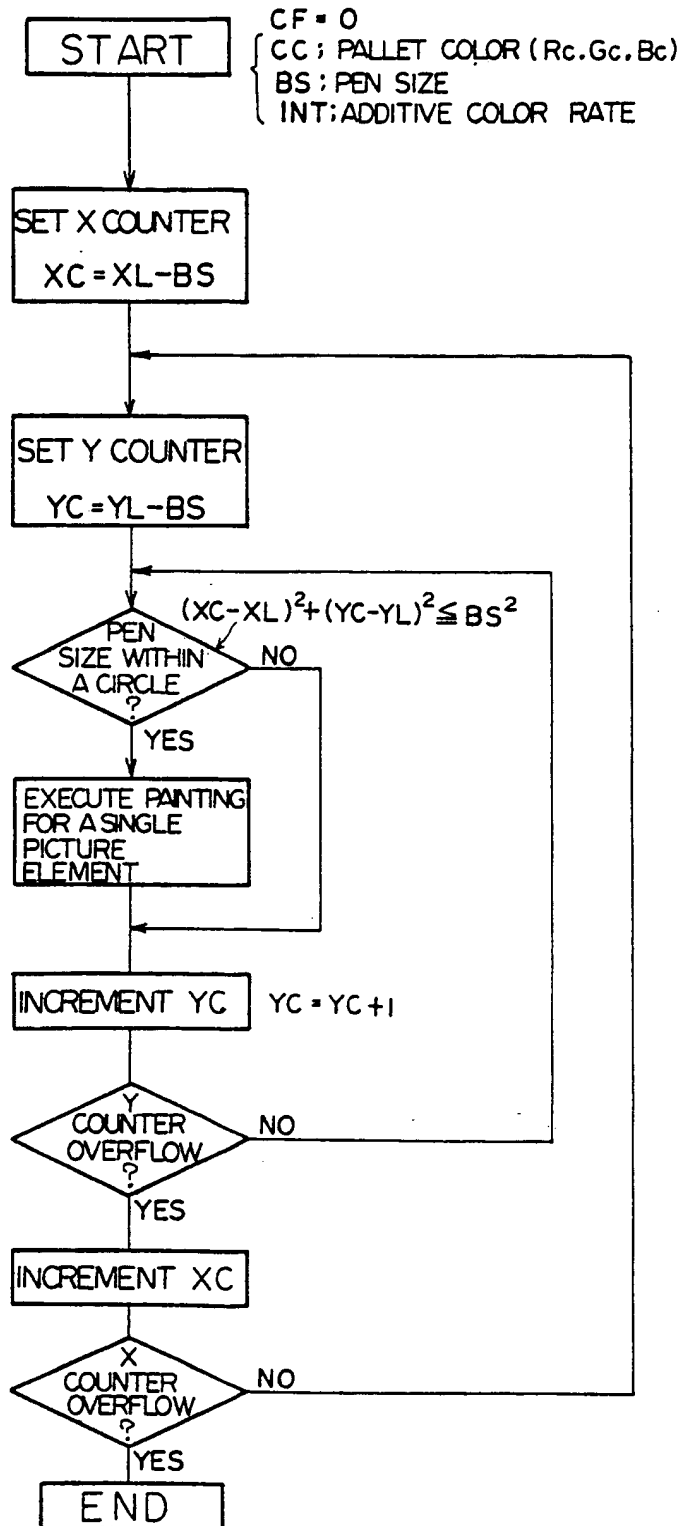 START
CF = 0
CC ; PALLET COLOR (Rc.Gc.Bc)
BS ; PEN SIZE
INT; ADDITIVE COLOR RATE
SET X COUNTER
XC = XL-BS
SET Y COUNTER
YC = YL-BS
(XC-XL)²+(YC-YL)²≦BS²
PEN
SIZE WITHIN
A CIRCLE
?
NO
YES
EXECUTE PAINTING
FOR A SINGLE
PICTURE
ELEMENT
INCREMENT YC
YC = YC+1
Y
COUNTER
OVERFLOW
?
NO
YES
INCREMENT XC
X
COUNTER
OVERFLOW
?
NO
YES
END